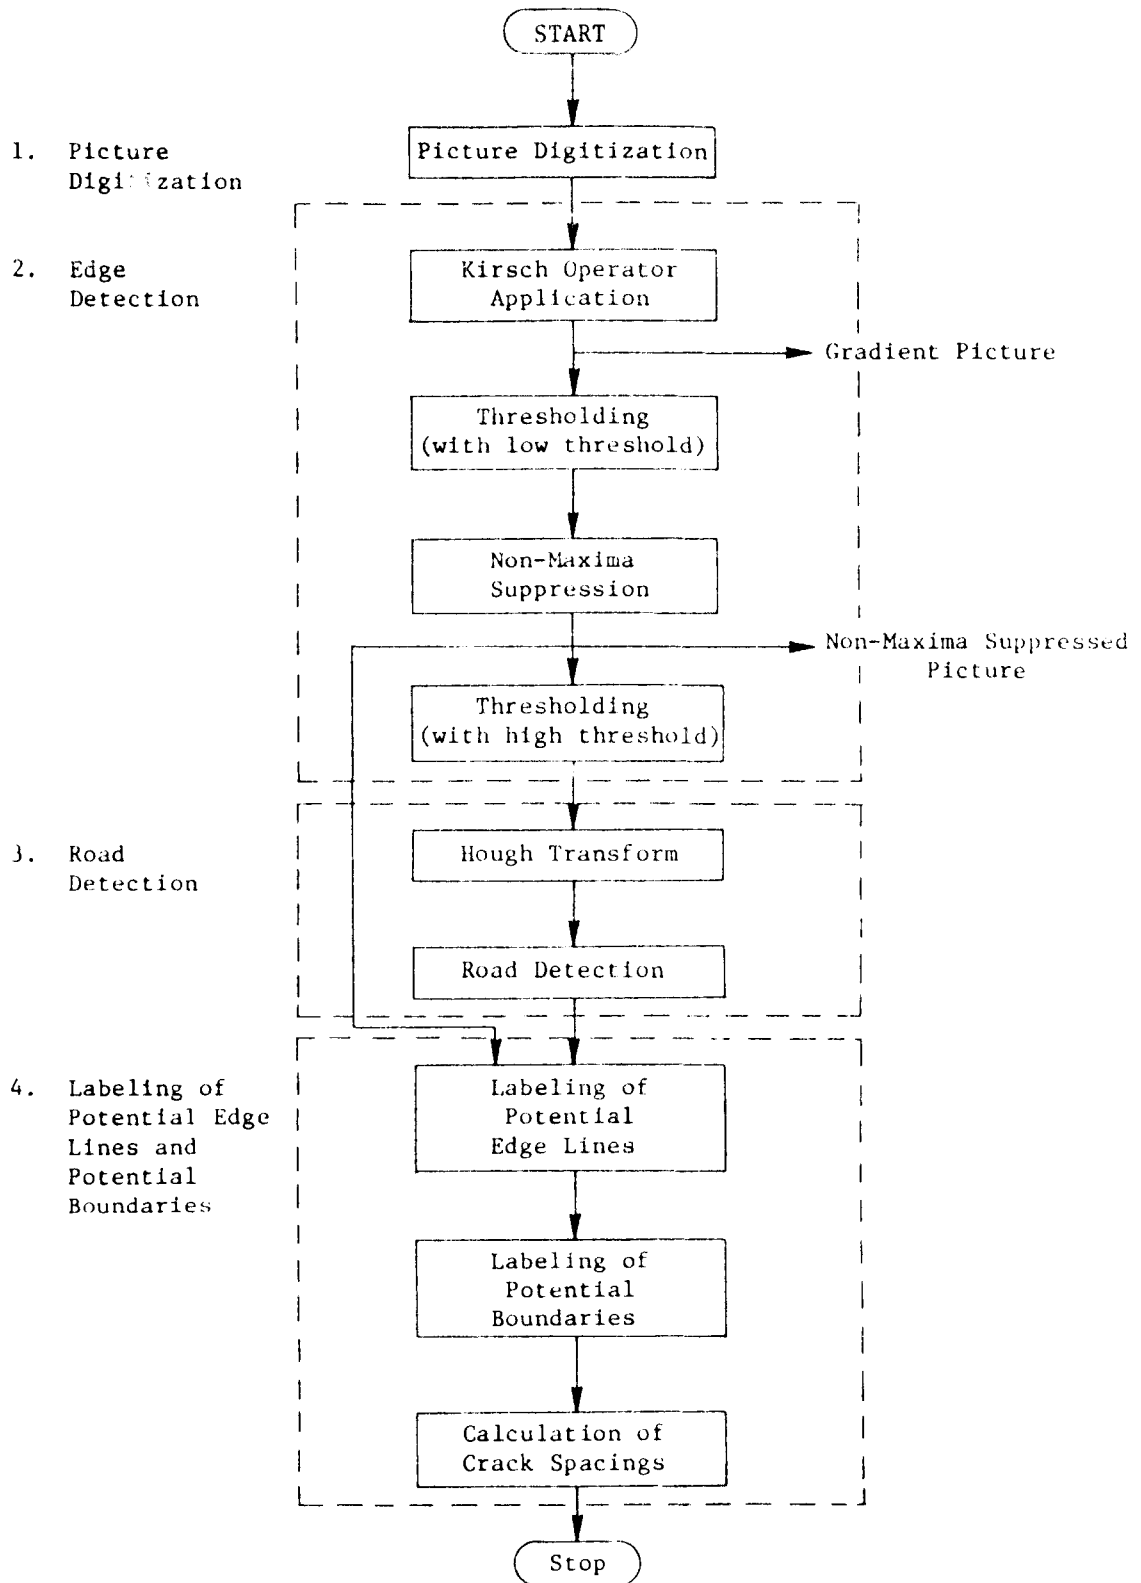 START
1. Picture
Digitization
Picture Digitization
2. Edge
Detection
Kirsch Operator
Application
Gradient Picture
Thresholding
(with low threshold)
Non-Maxima
Suppression
Non-Maxima Suppressed
Picture
Thresholding
(with high threshold)
3. Road
Detection
Hough Transform
Road Detection
4. Labeling of
Potential Edge
Lines and
Potential
Boundaries
Labeling of
Potential
Edge Lines
Labeling of
Potential
Boundaries
Calculation of
Crack Spacings
Stop